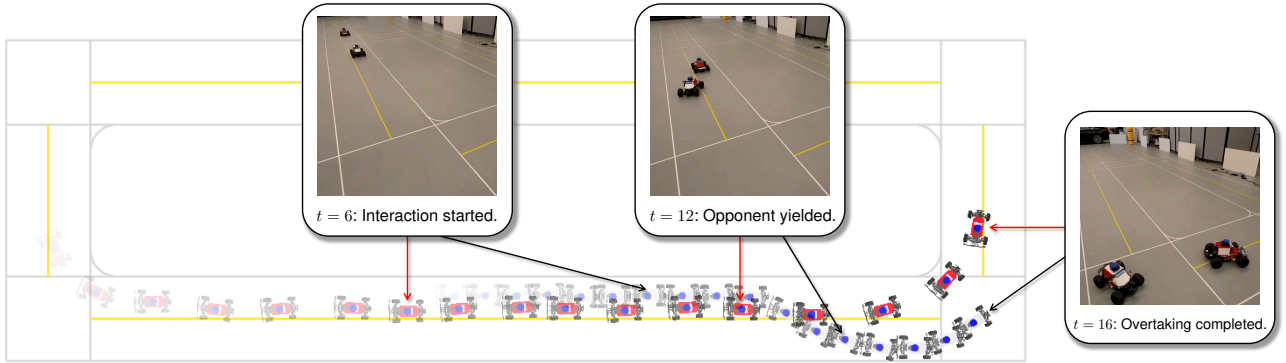 t = 6: Interaction started.
t = 12: Opponent yielded.
t = 16: Overtaking completed.